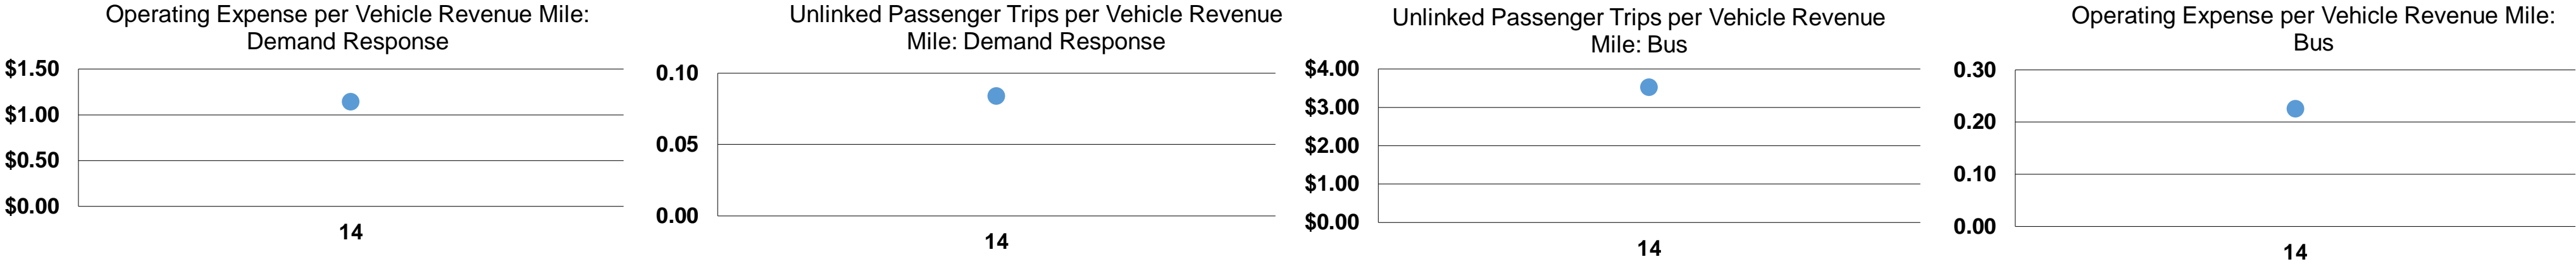 Operating Expense per Vehicle Revenue Mile:
Demand Response
$1.50
$1.00
$0.50
$0.00
14
Unlinked Passenger Trips per Vehicle Revenue
Mile: Demand Response
0.10
0.05
0.00
14
Unlinked Passenger Trips per Vehicle Revenue
Mile: Bus
$4.00
$3.00
$2.00
$1.00
$0.00
14
Operating Expense per Vehicle Revenue Mile:
Bus
0.30
0.20
0.10
0.00
14